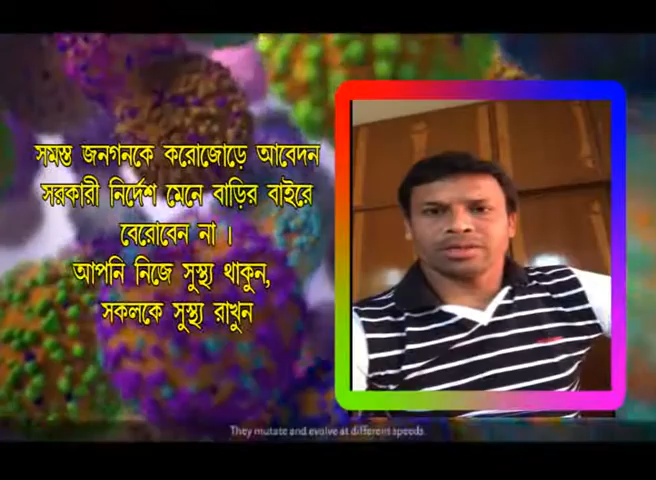 সমস্ত জনগনকে করোজোড়ে আবেদন
সরকারী নির্দেশ মেনে বাড়ির বাইরে
বেরোবেন না ।
আপনি নিজে সুস্থ্য থাকুন,
সকলকে সুস্থ্য রাখুন
They mutate and evolve at different speeds.